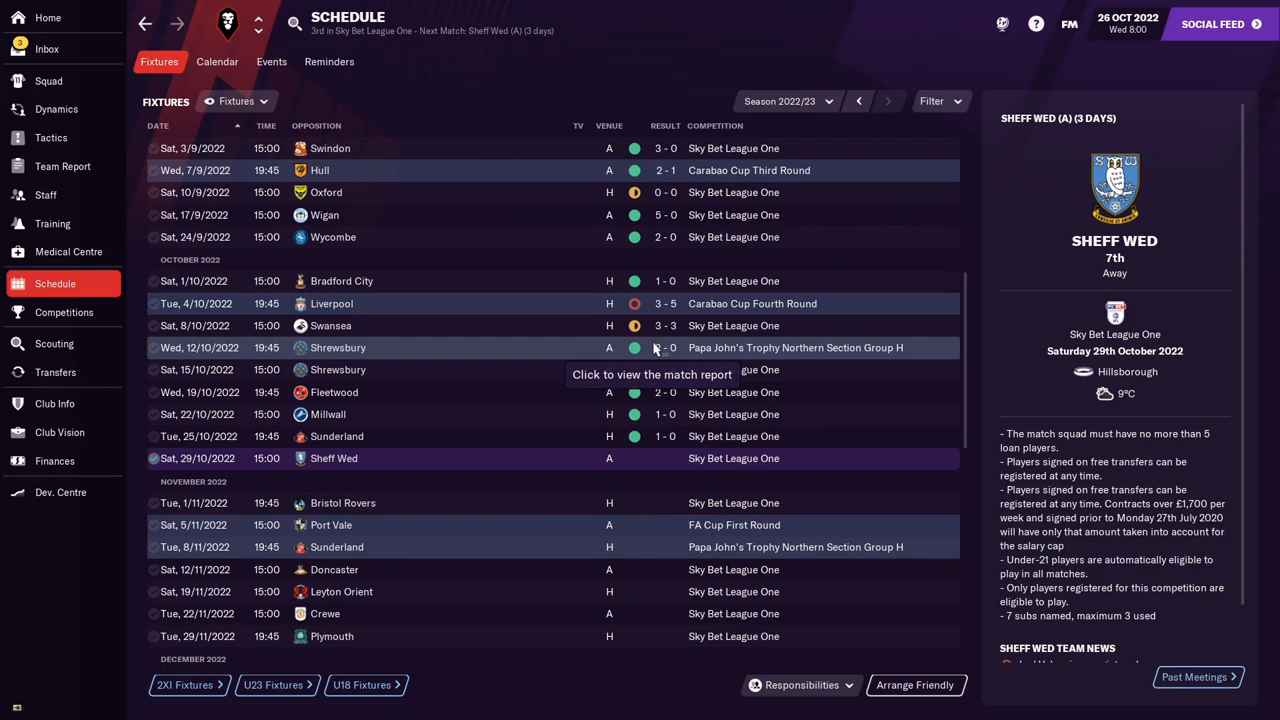 Home
3
Inbox
11
Squad
Dynamics
Tactics
Team Report
Staff
Training
Medical Centre
Schedule
Competitions
Scouting
Transfers
Club Info
Club Vision
Finances
Dev. Centre
SCHEDULE
3rd in Sky Bet League One - Next Match: Sheff Wed (A) (3 days)
? FM 26 OCT 2022
Wed 8:00
SOCIAL FEED
Fixtures Calendar Events Reminders
FIXTURES Fixtures Season 2022/23 Filter
DATE TIME OPPOSITION TV VENUE RESULT COMPETITION
Sat, 3/9/2022 15:00 Swindon A 3 - 0 Sky Bet League One
Wed, 7/9/2022 19:45 Hull A 2 - 1 Carabao Cup Third Round
Sat, 10/9/2022 15:00 Oxford H 0 - 0 Sky Bet League One
Sat, 17/9/2022 15:00 Wigan A 5 - 0 Sky Bet League One
Sat, 24/9/2022 15:00 Wycombe A 2 - 0 Sky Bet League One
OCTOBER 2022
Sat, 1/10/2022 15:00 Bradford City H 1 - 0 Sky Bet League One
Tue, 4/10/2022 19:45 Liverpool H 3 - 5 Carabao Cup Fourth Round
Sat, 8/10/2022 15:00 Swansea H 3 - 3 Sky Bet League One
Wed, 12/10/2022 19:45 Shrewsbury A - 0 Papa John's Trophy Northern Section Group H
Sat, 15/10/2022 15:00 Shrewsbury League One
Click to view the match report
Wed, 19/10/2022 19:45 Fleetwood A 2 - 0 Sky Bet League One
Sat, 22/10/2022 15:00 Millwall H 1 - 0 Sky Bet League One
Tue, 25/10/2022 19:45 Sunderland H 1 - 0 Sky Bet League One
Sat, 29/10/2022 15:00 Sheff Wed A Sky Bet League One
NOVEMBER 2022
Tue, 1/11/2022 19:45 Bristol Rovers H Sky Bet League One
Sat, 5/11/2022 15:00 Port Vale A FA Cup First Round
Tue, 8/11/2022 19:45 Sunderland H Papa John's Trophy Northern Section Group H
Sat, 12/11/2022 15:00 Doncaster A Sky Bet League One
Sat, 19/11/2022 15:00 Leyton Orient H Sky Bet League One
Tue, 22/11/2022 15:00 Crewe A Sky Bet League One
Tue, 29/11/2022 19:45 Plymouth H Sky Bet League One
DECEMBER 2022
2XI Fixtures U23 Fixtures U18 Fixtures Responsibilities Arrange Friendly
SHEFF WED (A) (3 DAYS)
SHEFF WED
7th
Away
Sky Bet League One
Saturday 29th October 2022
Hillsborough
9°C
- The match squad must have no more than 5
loan players.
- Players signed on free transfers can be
registered at any time.
- Players signed on free transfers can be
registered at any time. Contracts over £1,700 per
week and signed prior to Monday 27th July 2020
will have only that amount taken into account for
the salary cap
- Under-21 players are automatically eligible to
play in all matches.
- Only players registered for this competition are
eligible to play.
- 7 subs named, maximum 3 used
SHEFF WED TEAM NEWS
Past Meetings